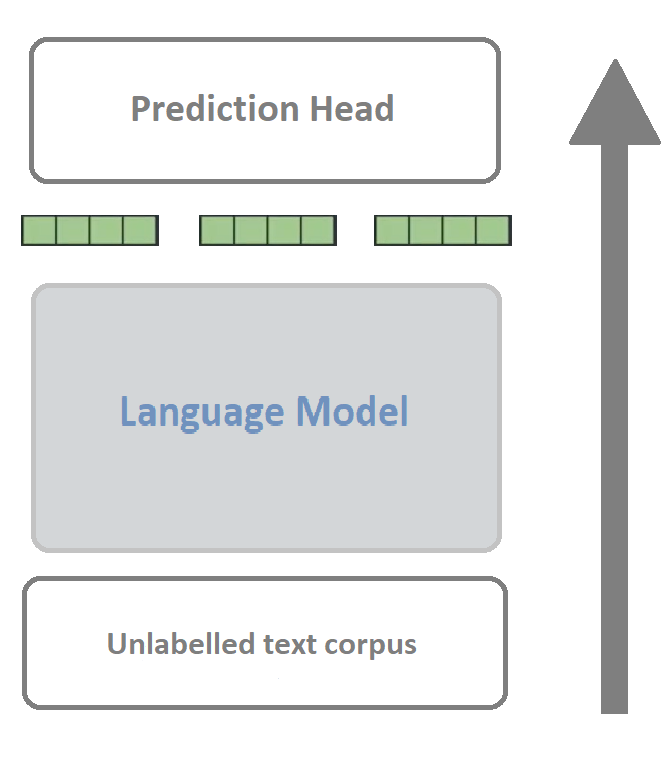 Prediction Head
Language Model
Unlabelled text corpus